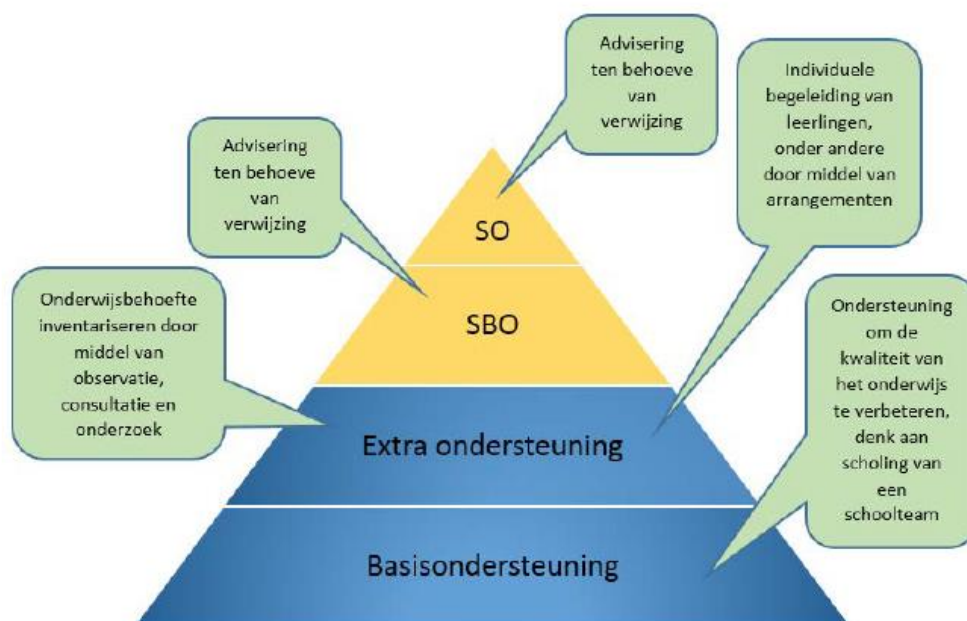 Advisering
ten behoeve
van
verwijzing
Advisering
ten behoeve
van
verwijzing
Individuele
begeleiding van
leerlingen,
onder andere
door middel van
arrangementen
SO
SBO
Onderwijsbehoefte
inventariseren door
middel van
observatie,
consultatie en
onderzoek
Ondersteuning
om de
kwaliteit van
het onderwijs
te verbeteren,
denk aan
scholing van
een
schoolteam
Extra ondersteuning
Basisondersteuning